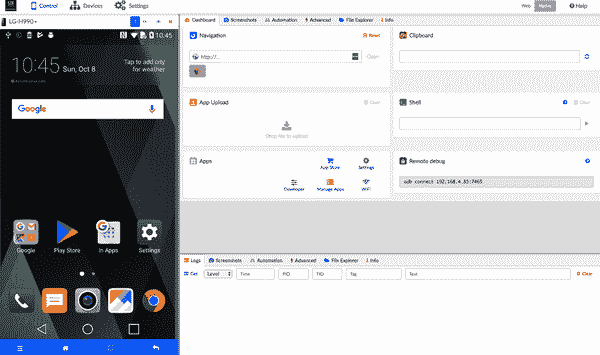 Control Devices Settings Help
LG-H990+
10:45
10:45 Sun, Oct 8
Tap to add city
for weather
Google
Google Play Store In Apps Settings
Dashboard Screenshots Automation Advanced File Explorer Info
Navigation Reset
http://...
Open
Clipboard
App Upload Clear
Drop file to upload
Shell Clear
Apps
App Store Settings
Developer Manage Apps WiFi
Remote debug
adb connect 192.168.4.85:7465
Logs Screenshots Automation Advanced File Explorer Info
Get Level Time PID TID Tag Text Clear